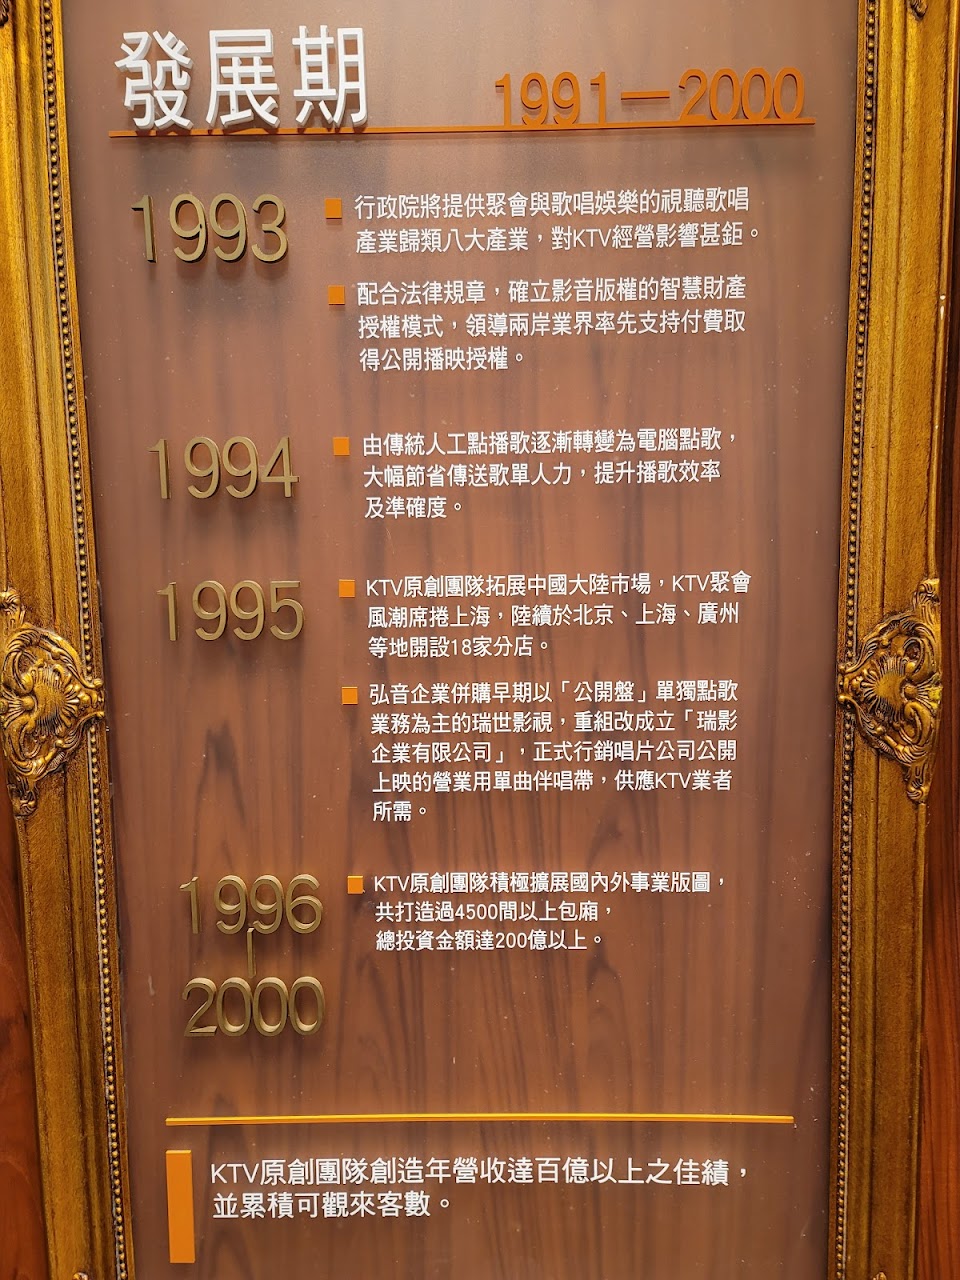 發展期 1991－2000
1993
行政院將提供聚會與歌唱娛樂的視聽歌唱
產業歸類八大產業，對KTV經營影響甚鉅。
配合法律規章，確立影音版權的智慧財產
授權模式，領導兩岸業界率先支持付費取
得公開播映授權。
1994
由傳統人工點播歌逐漸轉變為電腦點歌，
大幅節省傳送歌單人力，提升播歌效率
及準確度。
1995
KTV原創團隊拓展中國大陸市場，KTV聚會
風潮席捲上海，陸續於北京、上海、廣州
等地開設18家分店。
弘音企業併購早期以「公開盤」單獨點歌
業務為主的瑞世影視，重組改成立「瑞影
企業有限公司」，正式行銷唱片公司公開
上映的營業用單曲伴唱帶，供應KTV業者
所需。
1996
|
2000
KTV原創團隊積極擴展國內外事業版圖，
共打造過4500間以上包廂，
總投資金額達200億以上。
KTV原創團隊創造年營收達百億以上之佳績，
並累積可觀來客數。